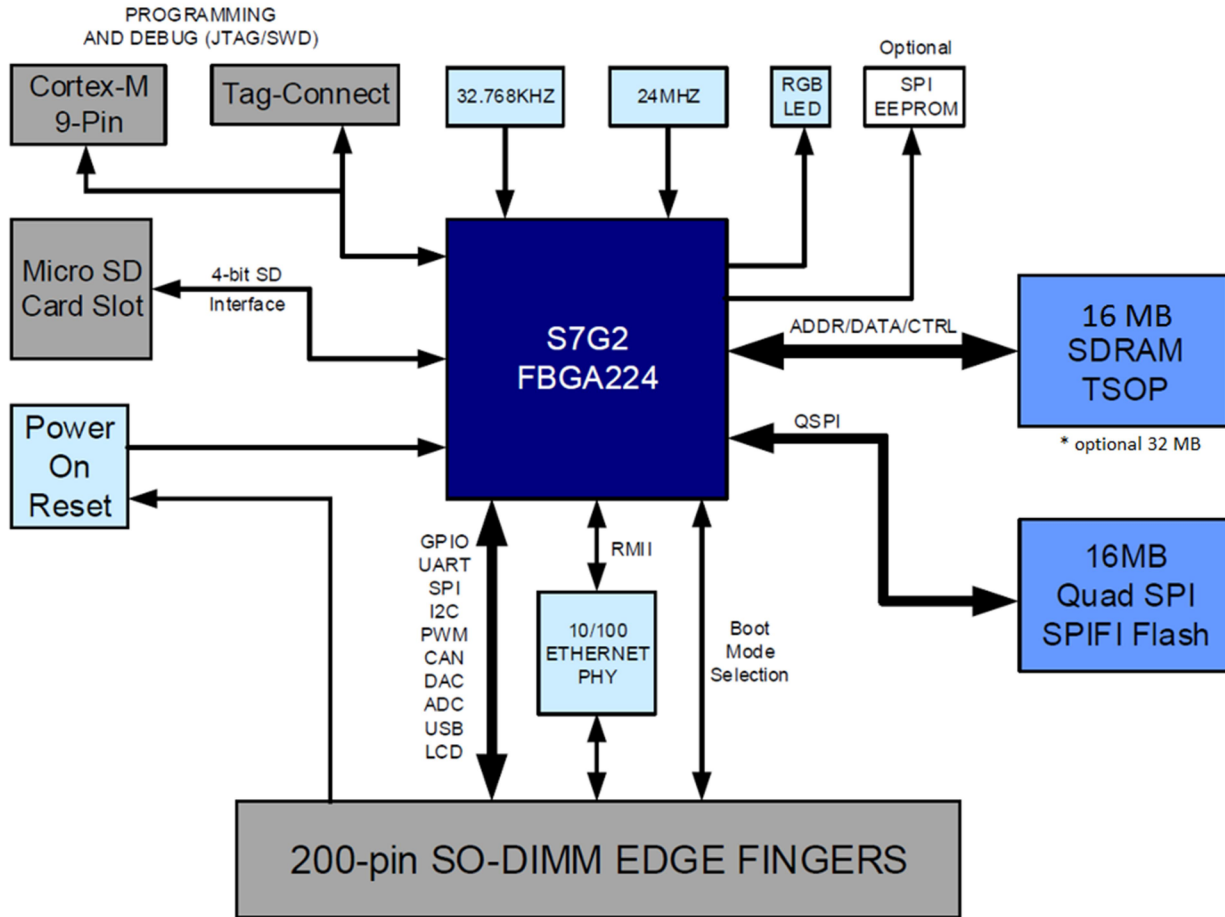 PROGRAMMING
AND DEBUG (JTAG/SWD)
Cortex-M
9-Pin
Tag-Connect
32.768KHZ
24MHZ
RGB
LED
Optional
SPI
EEPROM
Micro SD
Card Slot
4-bit SD
Interface
S7G2
FBGA224
ADDR/DATA/CTRL
16 MB
SDRAM
TSOP
* optional 32 MB
Power
On
Reset
QSPI
16MB
Quad SPI
SPIFI Flash
GPIO
UART
SPI
I2C
PWM
CAN
DAC
ADC
USB
LCD
RMII
10/100
ETHERNET
PHY
Boot
Mode
Selection
200-pin SO-DIMM EDGE FINGERS